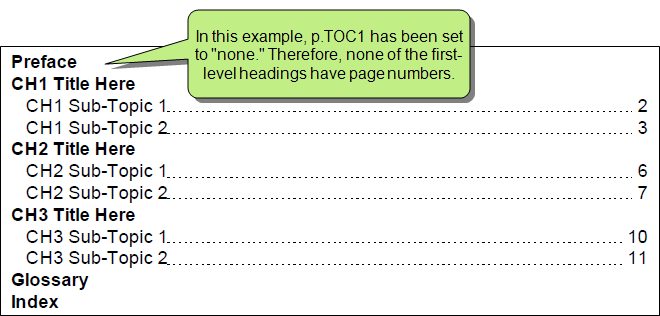 In this example, p.TOC1 has been set
to "none." Therefore, none of the first-
level headings have page numbers.
Preface
CH1 Title Here
CH1 Sub-Topic 1 2
CH1 Sub-Topic 2 3
CH2 Title Here
CH2 Sub-Topic 1 6
CH2 Sub-Topic 2 7
CH3 Title Here
CH3 Sub-Topic 1 10
CH3 Sub-Topic 2 11
Glossary
Index